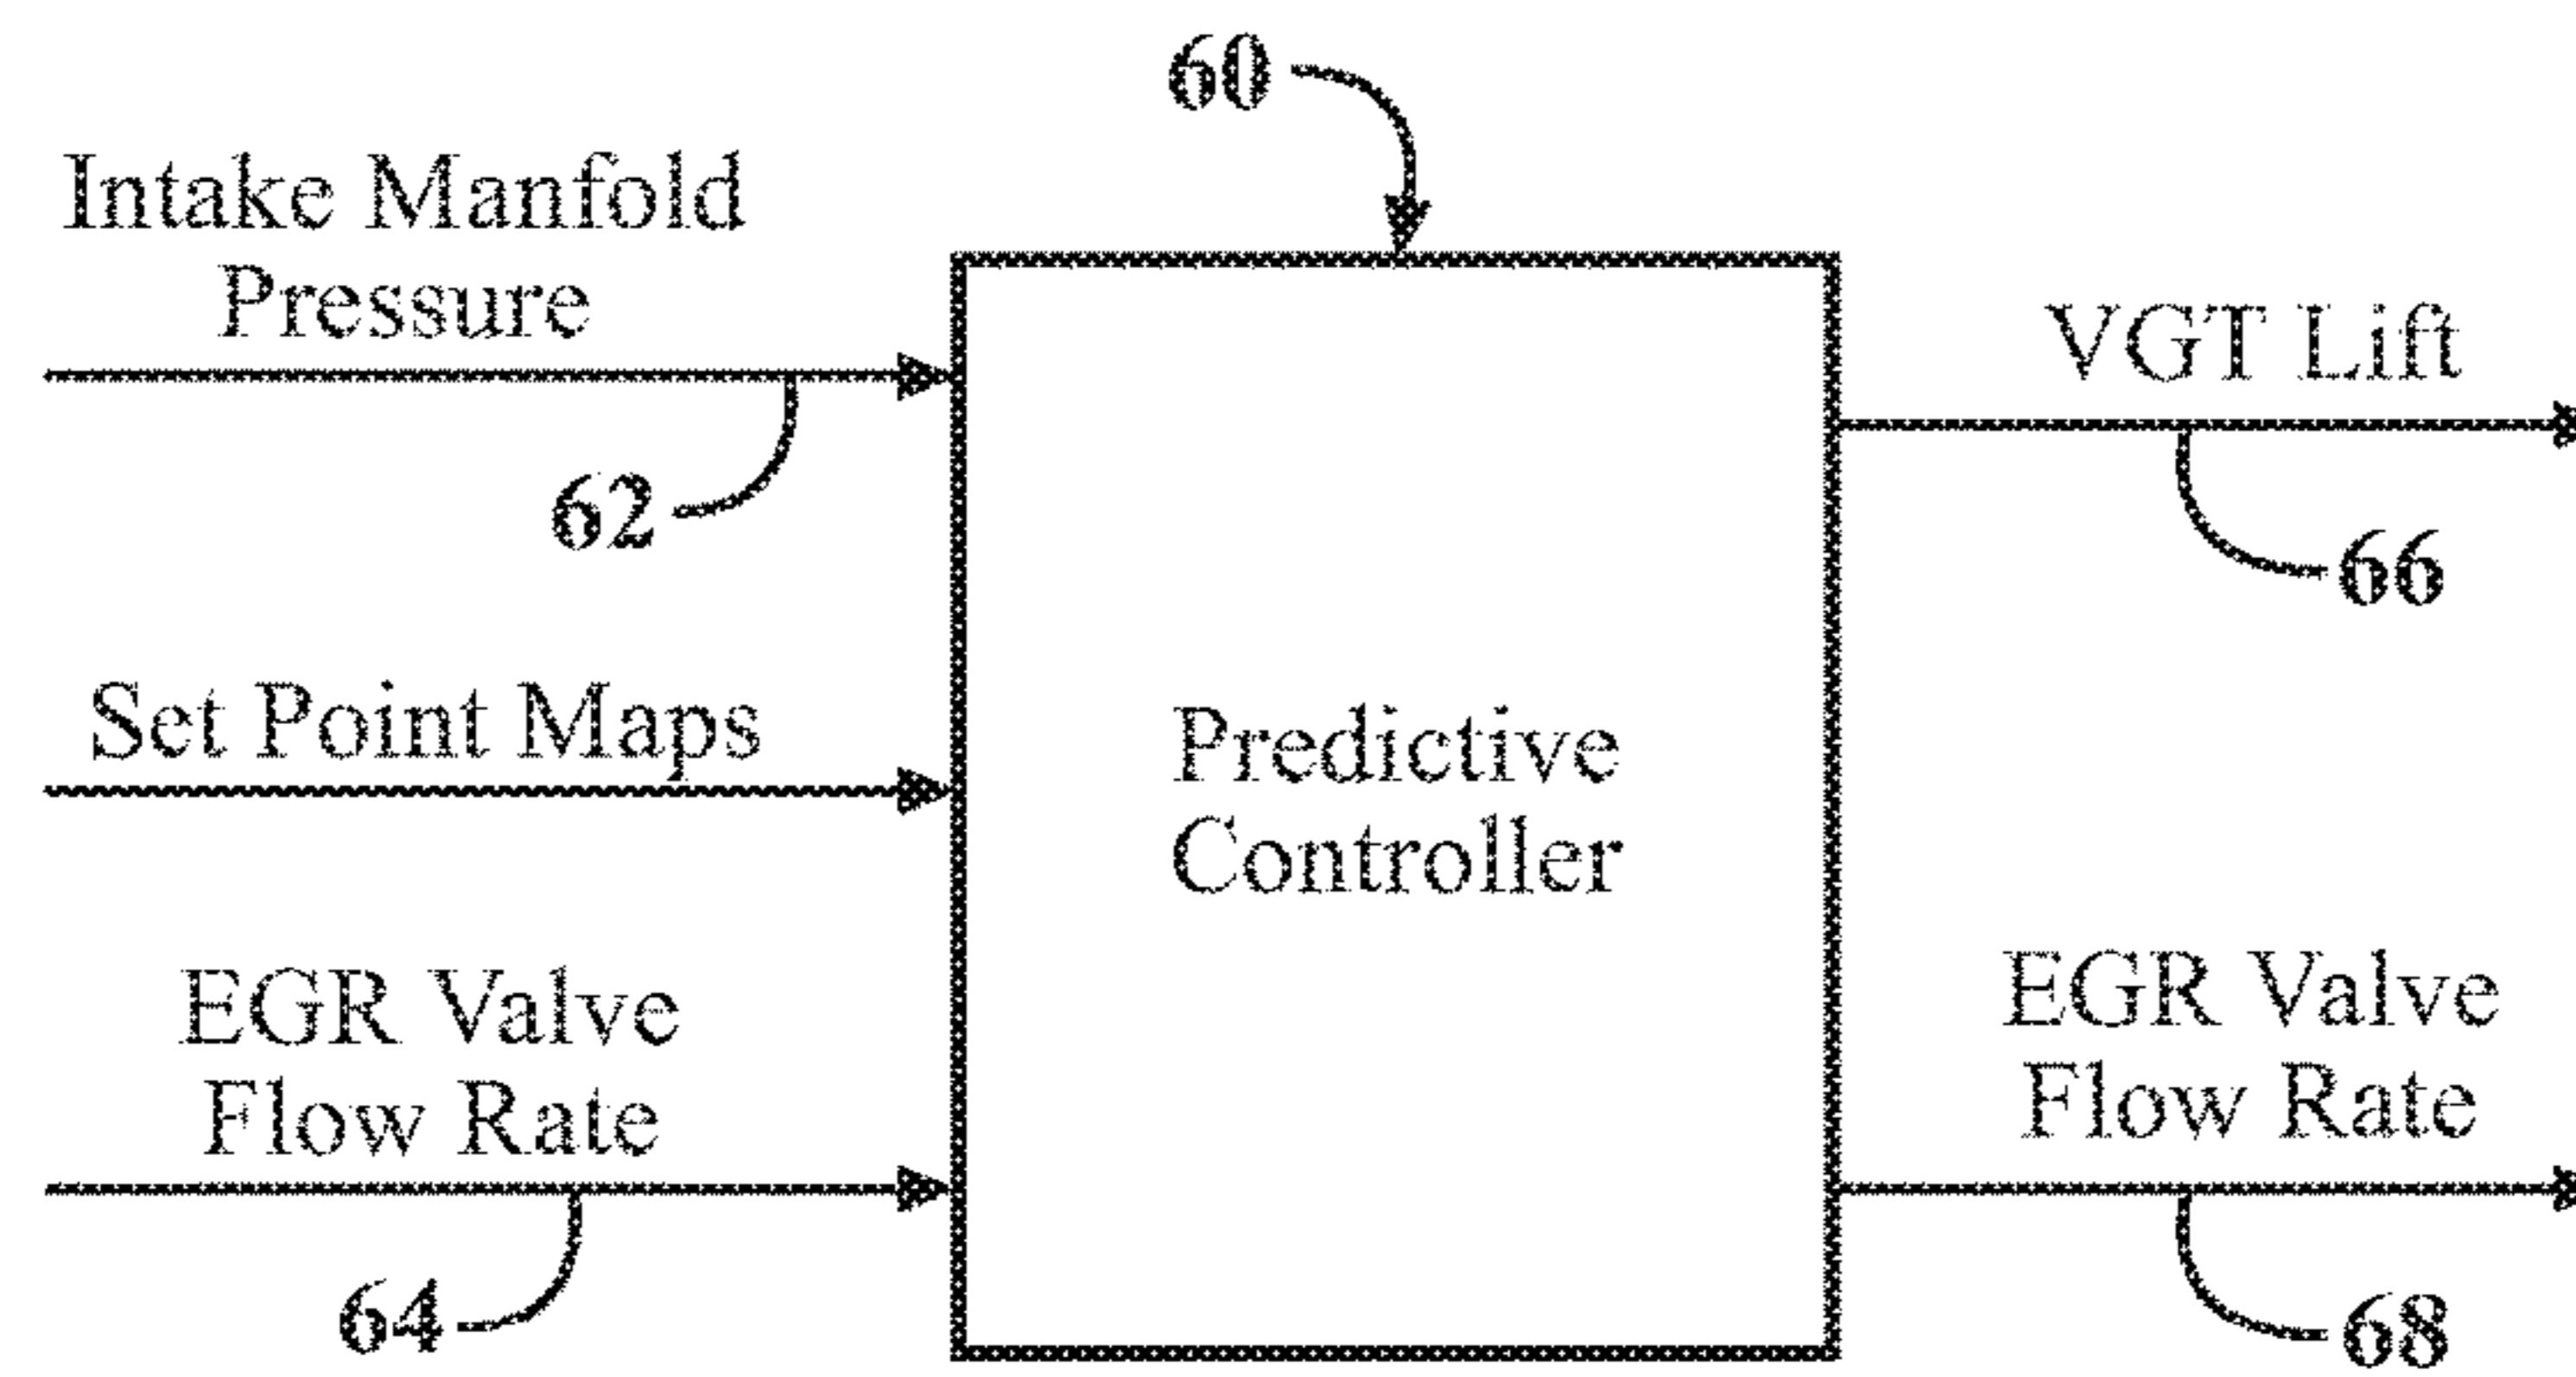 60
Intake Manfold
Pressure
62
Set Point Maps
EGR Valve
Flow Rate
64
Predictive
Controller
VGT Lift
66
EGR Valve
Flow Rate
68